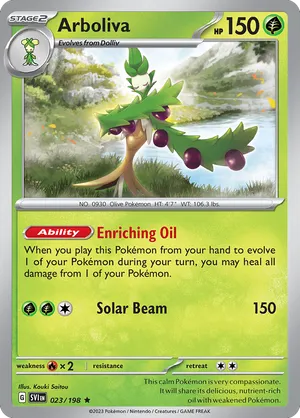 STAGE 2
Arboliva
HP 150
Evolves from Dolliv
NO. 0930 Olive Pokémon HT: 4'7" WT: 106.3 lbs.
Ability Enriching Oil
When you play this Pokémon from your hand to evolve
1 of your Pokémon during your turn, you may heal all
damage from 1 of your Pokémon.
Solar Beam 150
weakness ×2 resistance retreat
Illus. Kouki Saitou
This calm Pokémon is very compassionate.
It will share its delicious, nutrient-rich
oil with weakened Pokémon.
G SVI EN 023/198 ★
©2023 Pokémon / Nintendo / Creatures / GAME FREAK